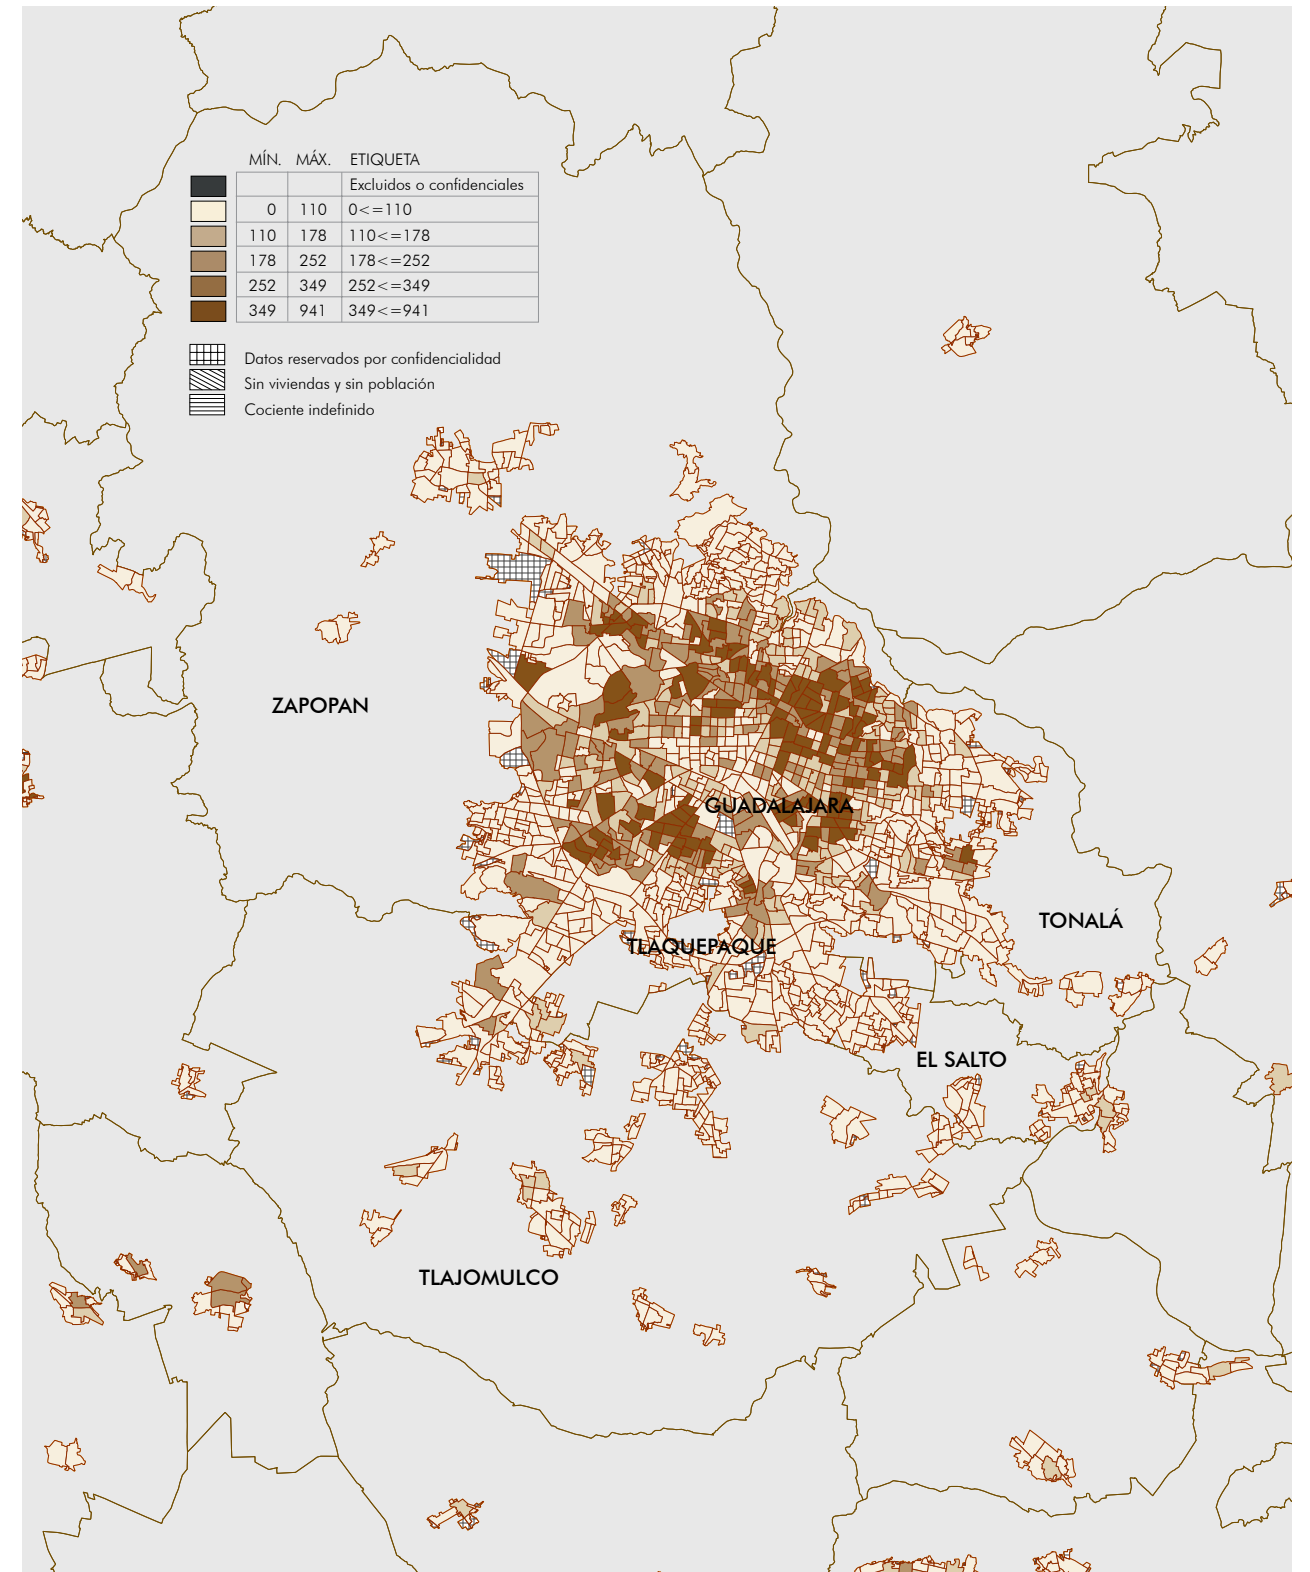 MÍN. MÁX. ETIQUETA
Excluidos o confidenciales
0 110 0<=110
110 178 110<=178
178 252 178<=252
252 349 252<=349
349 941 349<=941
Datos reservados por confidencialidad
Sin viviendas y sin población
Cociente indefinido
ZAPOPAN
GUADALAJARA
TONALÁ
TLAQUEPAQUE
EL SALTO
TLAJOMULCO